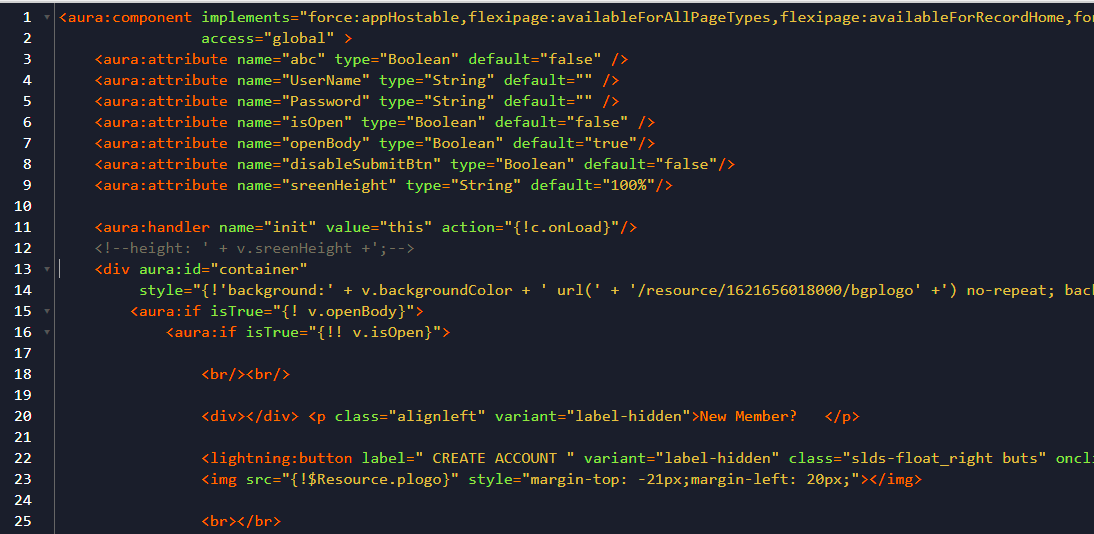 1 <aura:component implements="force:appHostable,flexipage:availableForAllPageTypes,flexipage:availableForRecordHome,
2 access="global" >
3 <aura:attribute name="abc" type="Boolean" default="false" />
4 <aura:attribute name="UserName" type="String" default="" />
5 <aura:attribute name="Password" type="String" default="" />
6 <aura:attribute name="isOpen" type="Boolean" default="false" />
7 <aura:attribute name="openBody" type="Boolean" default="true"/>
8 <aura:attribute name="disableSubmitBtn" type="Boolean" default="false"/>
9 <aura:attribute name="sreenHeight" type="String" default="100%"/>
10
11 <aura:handler name="init" value="this" action="{!c.onLoad}"/>
12 <!--height: ' + v.sreenHeight +';-->
13 <div aura:id="container"
14 style="{!'background:' + v.backgroundColor + ' url(' + '/resource/1621656018000/bgplogo' +') no-repeat;
15 <aura:if isTrue="{! v.openBody}">
16 <aura:if isTrue="{!! v.isOpen}">
17
18 <br/><br/>
19
20 <div></div> <p class="alignleft" variant="label-hidden">New Member? </p>
21
22 <lightning:button label=" CREATE ACCOUNT " variant="label-hidden" class="slds-float_right buts"
23 <img src="{!$Resource.plogo}" style="margin-top: -21px;margin-left: 20px;"></img>
24
25 <br></br>